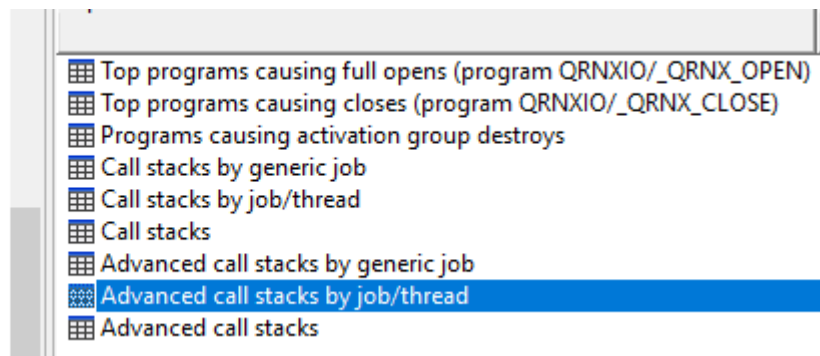 Top programs causing full opens (program QRNXIO/_QRNX_OPEN)
Top programs causing closes (program QRNXIO/_QRNX_CLOSE)
Programs causing activation group destroys
Call stacks by generic job
Call stacks by job/thread
Call stacks
Advanced call stacks by generic job
Advanced call stacks by job/thread
Advanced call stacks